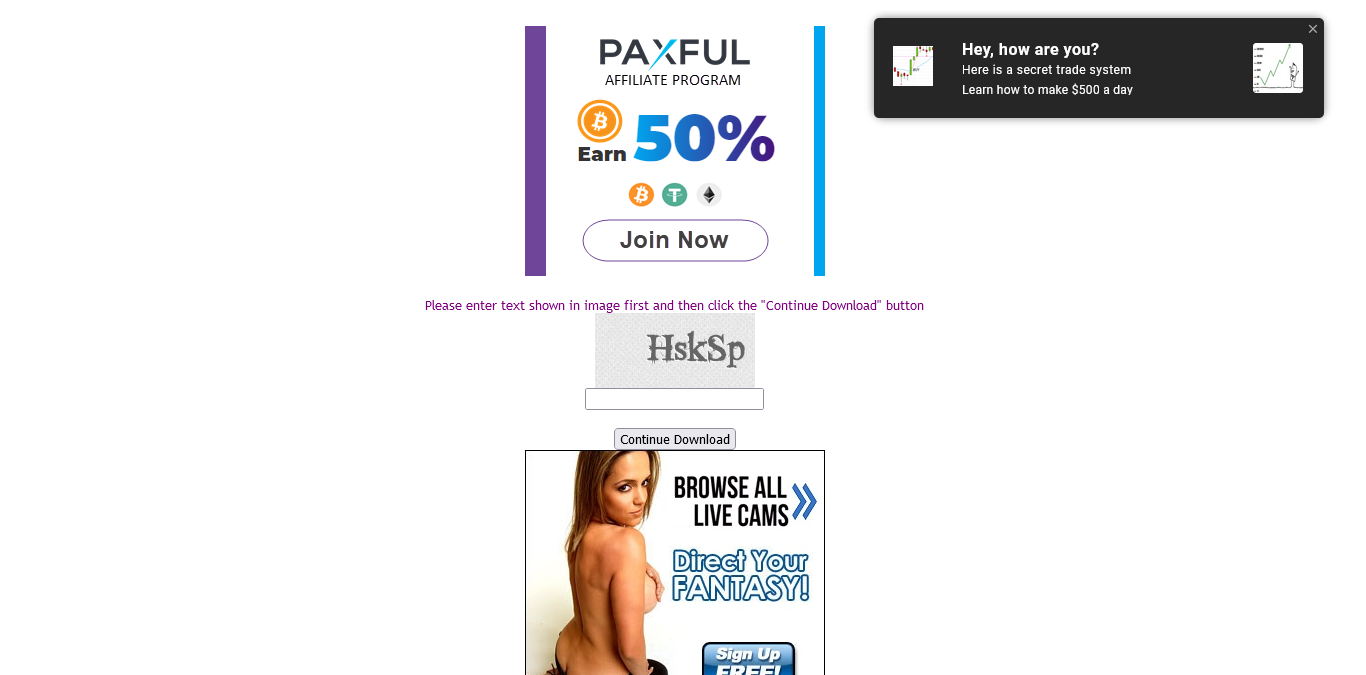 PAXFUL
AFFILIATE PROGRAM
Earn 50%
Join Now
Hey, how are you?
Here is a secret trade system
Learn how to make $500 a day
Please enter text shown in image first and then click the "Continue Download" button
HskSp
Continue Download
BROWSE ALL
LIVE CAMS
Direct Your
FANTASY!
Sign Up
FREE!